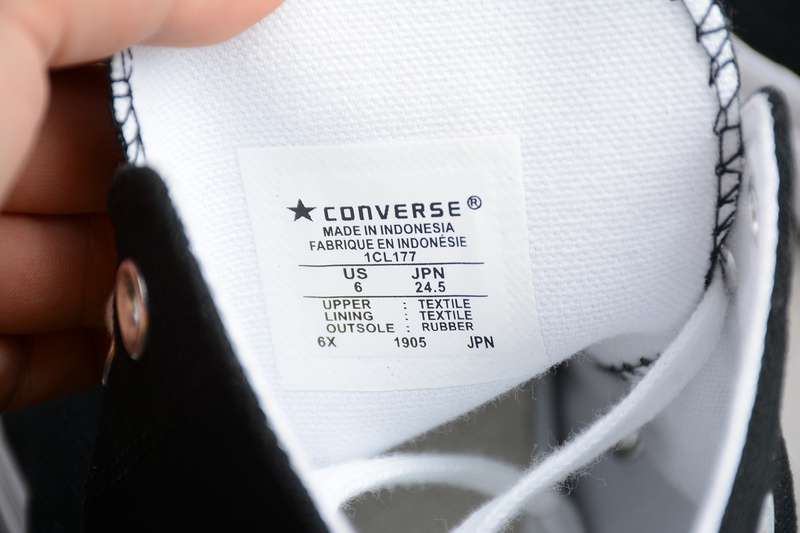 ★ CONVERSE®
MADE IN INDONESIA
FABRIQUE EN INDONÉSIE
1CL177
US JPN
6 24.5
UPPER : TEXTILE
LINING : TEXTILE
OUTSOLE : RUBBER
6X 1905 JPN